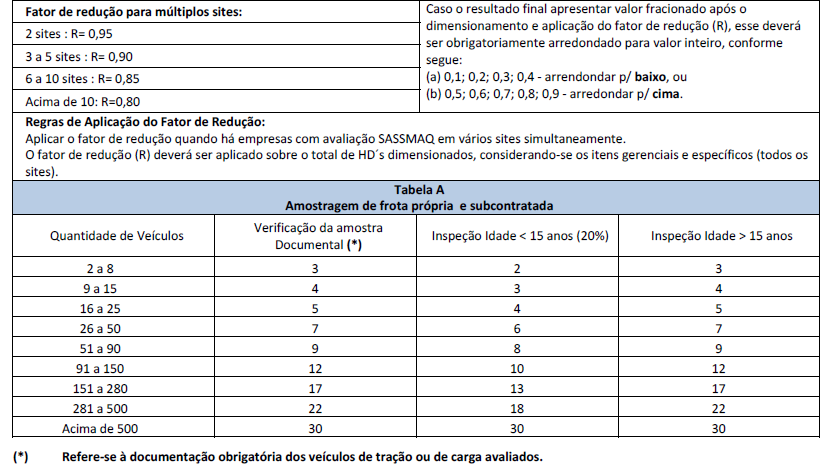 Fator de redução para múltiplos sites:
2 sites : R= 0,95
3 a 5 sites : R= 0,90
6 a 10 sites : R= 0,85
Acima de 10: R=0,80
Caso o resultado final apresentar valor fracionado após o
dimensionamento e aplicação do fator de redução (R), esse deverá
ser obrigatoriamente arredondado para valor inteiro, conforme
segue:
(a) 0,1; 0,2; 0,3; 0,4 - arrendondar p/ baixo, ou
(b) 0,5; 0,6; 0,7; 0,8; 0,9 - arredondar p/ cima.
Regras de Aplicação do Fator de Redução:
Aplicar o fator de redução quando há empresas com avaliação SASSMAQ em vários sites simultaneamente.
O fator de redução (R) deverá ser aplicado sobre o total de HD´s dimensionados, considerando-se os itens gerenciais e específicos (todos os
sites).
Tabela A
Amostragem de frota própria e subcontratada
Quantidade de Veículos
Verificação da amostra
Documental (*)
Inspeção Idade < 15 anos (20%)
Inspeção Idade > 15 anos
2 a 8 3 2 3
9 a 15 4 3 4
16 a 25 5 4 5
26 a 50 7 6 7
51 a 90 9 8 9
91 a 150 12 10 12
151 a 280 17 13 17
281 a 500 22 18 22
Acima de 500 30 30 30
(*) Refere-se à documentação obrigatória dos veículos de tração ou de carga avaliados.